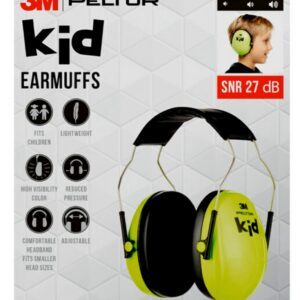 3M PELTOR
kid
EARMUFFS
SNR 27 dB
FITS
CHILDREN
LIGHTWEIGHT
HIGH VISIBILITY
COLOR
REDUCED
PRESSURE
COMFORTABLE
HEADBAND
FITS SMALLER
HEAD SIZES
ADJUSTABLE
3M
PELTOR
kid